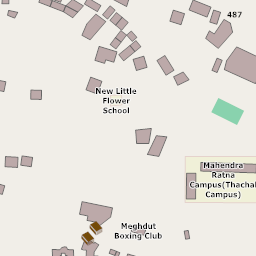 487
New Little
Flower
School
Mahendra
Ratna
Campus(Thachal
Campus)
Meghdut
Boxing Club